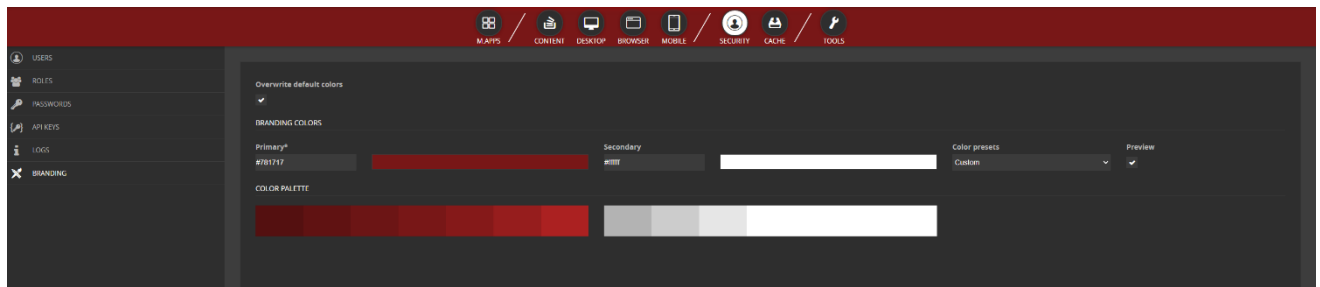 M.APPS CONTENT DESKTOP BROWSER MOBILE SECURITY CACHE TOOLS
USERS
ROLES
PASSWORDS
API KEYS
LOGS
BRANDING
Overwrite default colors
BRANDING COLORS
Primary* Secondary Color presets Preview
#781717 #ffffff Custom
COLOR PALETTE